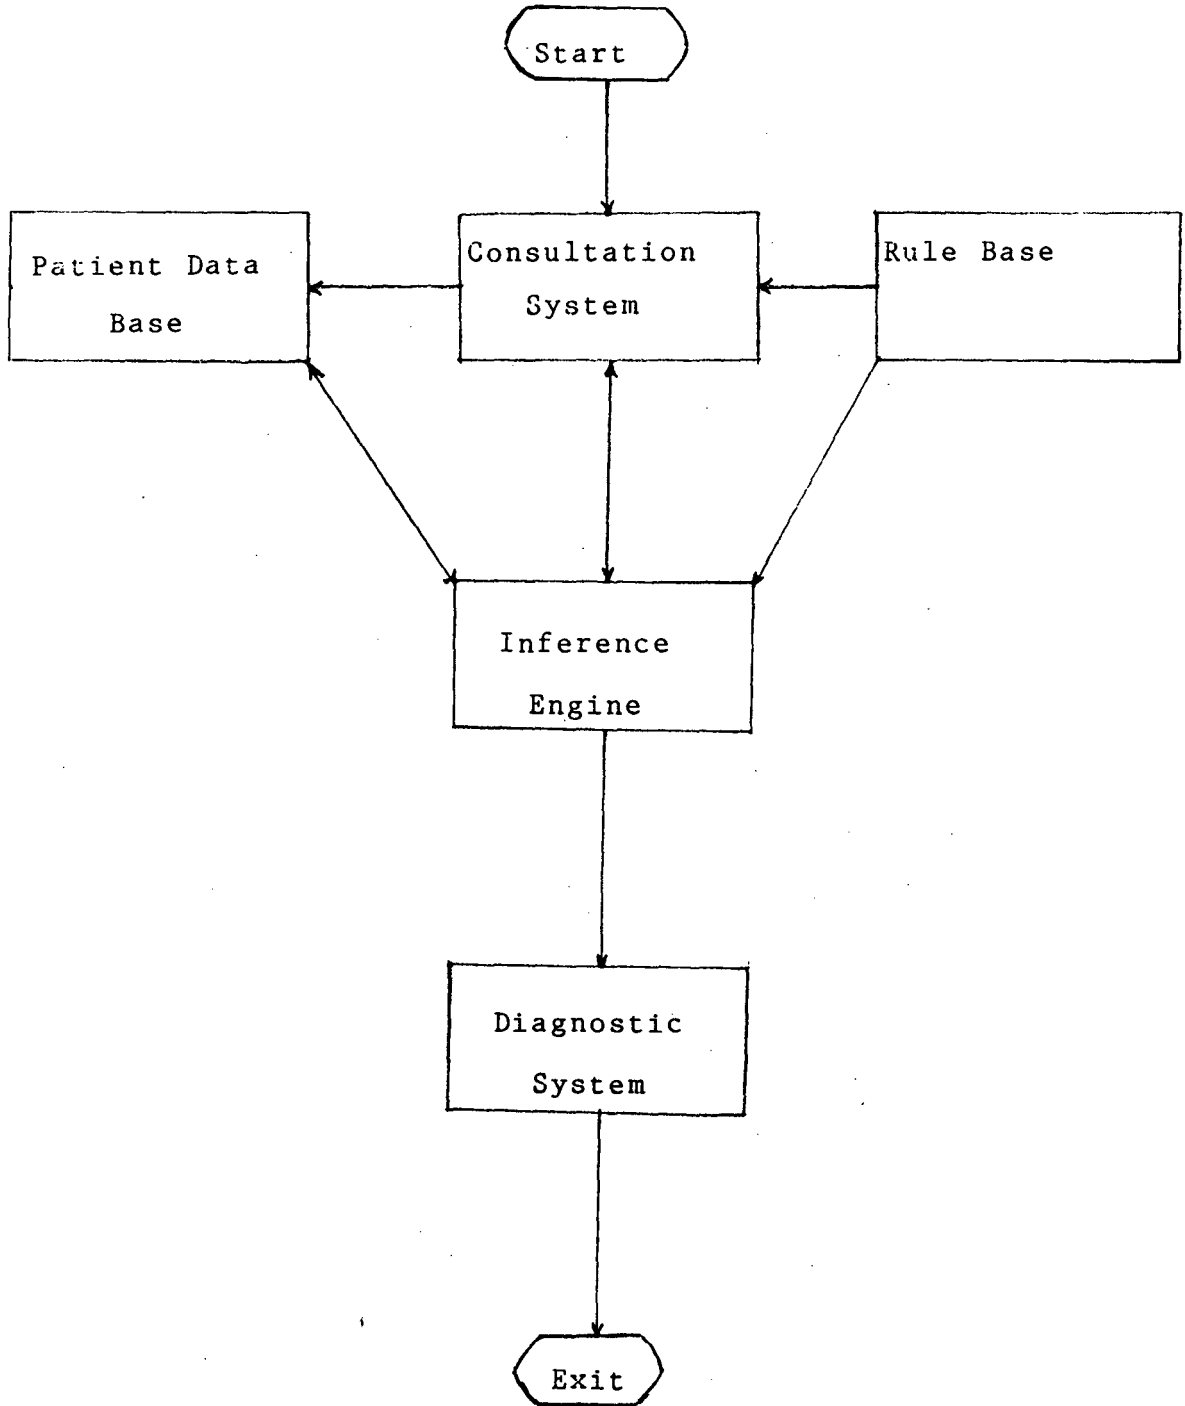 Start
Patient Data
Base
Consultation
System
Rule Base
Inference
Engine
Diagnostic
System
Exit